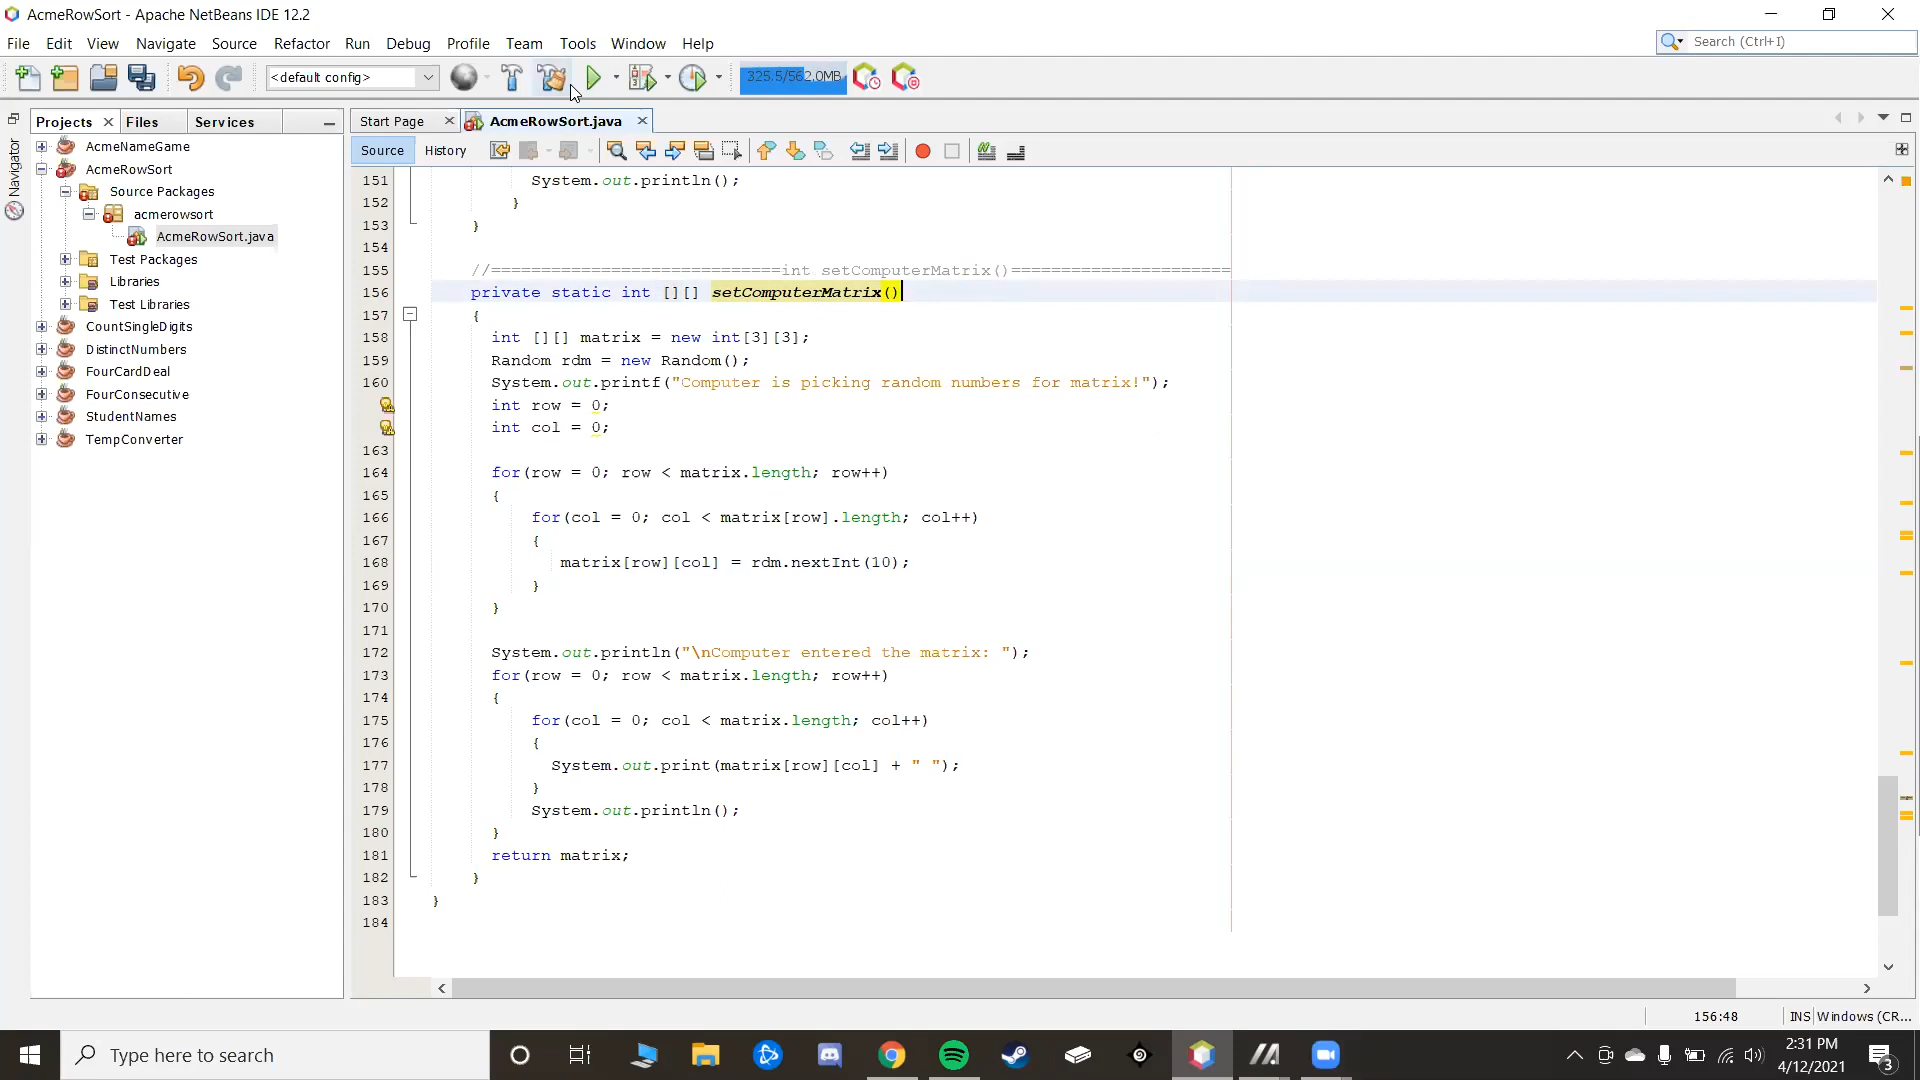 AcmeRowSort - Apache NetBeans IDE 12.2
File Edit View Navigate Source Refactor Run Debug Profile Team Tools Window Help
Search (Ctrl+I)
<default config>
325.5/562.0MB
Projects Files Services
Start Page AcmeRowSort.java
Navigator
Source History
AcmeNameGame
AcmeRowSort
Source Packages
acmerowsort
AcmeRowSort.java
Test Packages
Libraries
Test Libraries
CountSingleDigits
DistinctNumbers
FourCardDeal
FourConsecutive
StudentNames
TempConverter
151 System.out.println();
152 }
153 }
154
155 //=============================int setComputerMatrix()======================
156 private static int [][] setComputerMatrix()
157 {
158 int [][] matrix = new int[3][3];
159 Random rdm = new Random();
160 System.out.printf("Computer is picking random numbers for matrix!");
int row = 0;
int col = 0;
163
164 for(row = 0; row < matrix.length; row++)
165 {
166 for(col = 0; col < matrix[row].length; col++)
167 {
168 matrix[row][col] = rdm.nextInt(10);
169 }
170 }
171
172 System.out.println("\nComputer entered the matrix: ");
173 for(row = 0; row < matrix.length; row++)
174 {
175 for(col = 0; col < matrix.length; col++)
176 {
177 System.out.print(matrix[row][col] + " ");
178 }
179 System.out.println();
180 }
181 return matrix;
182 }
183 }
184
156:48 INS Windows (CR...
Type here to search
2:31 PM
4/12/2021
3